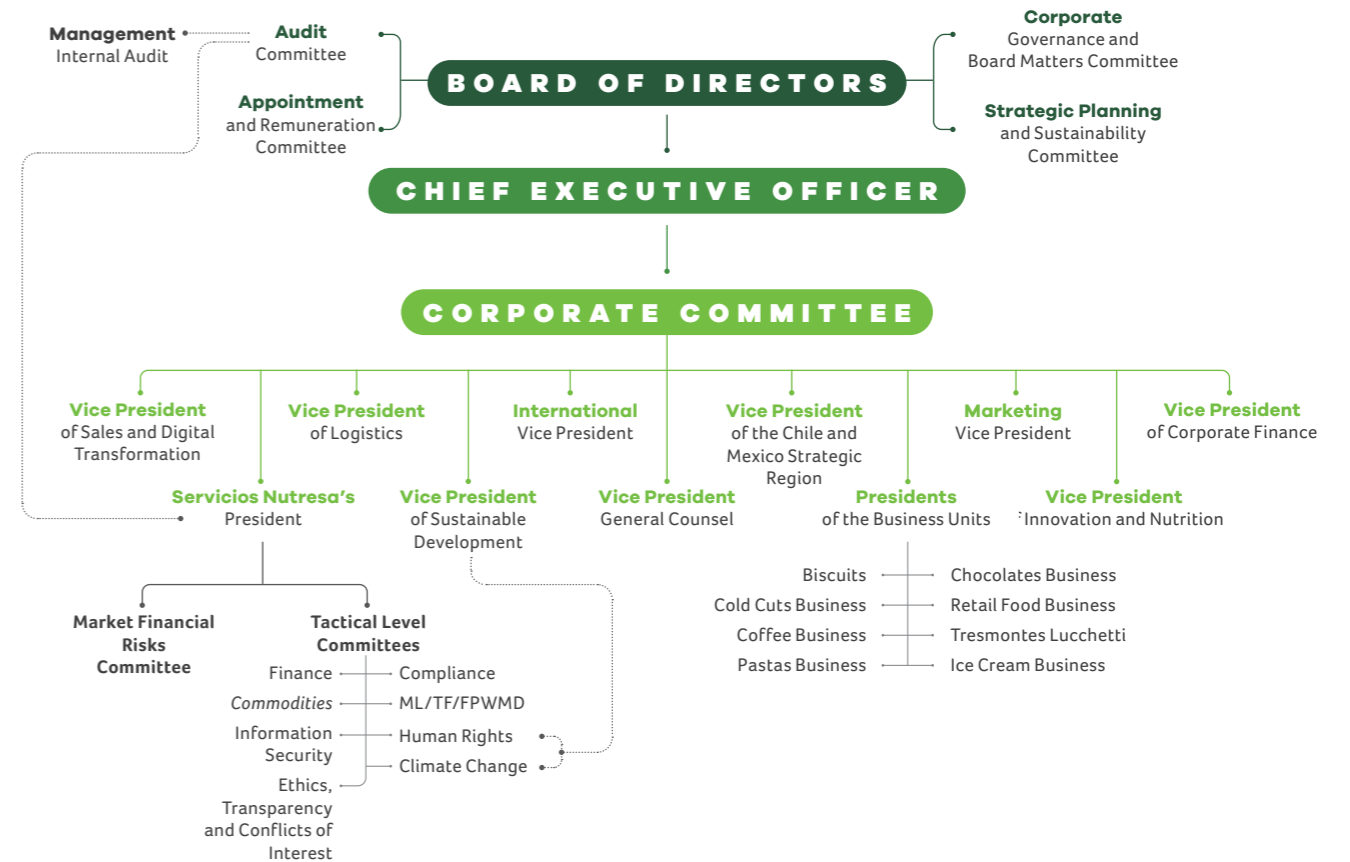 Management
Internal Audit
Audit
Committee
Appointment
and Remuneration
Committee
BOARD OF DIRECTORS
Corporate
Governance and
Board Matters Committee
Strategic Planning
and Sustainability
Committee
CHIEF EXECUTIVE OFFICER
CORPORATE COMMITTEE
Vice President
of Sales and Digital
Transformation
Vice President
of Logistics
International
Vice President
Vice President
of the Chile and
Mexico Strategic
Region
Marketing
Vice President
Vice President
of Corporate Finance
Servicios Nutresa's
President
Vice President
of Sustainable
Development
Vice President
General Counsel
Presidents
of the Business Units
Vice President
Innovation and Nutrition
Market Financial
Risks
Committee
Tactical Level
Committees
Finance
Commodities
Information
Security
Ethics,
Transparency
and Conflicts of
Interest
Compliance
ML/TF/FPWMD
Human Rights
Climate Change
Biscuits
Cold Cuts Business
Coffee Business
Pastas Business
Chocolates Business
Retail Food Business
Tresmontes Lucchetti
Ice Cream Business